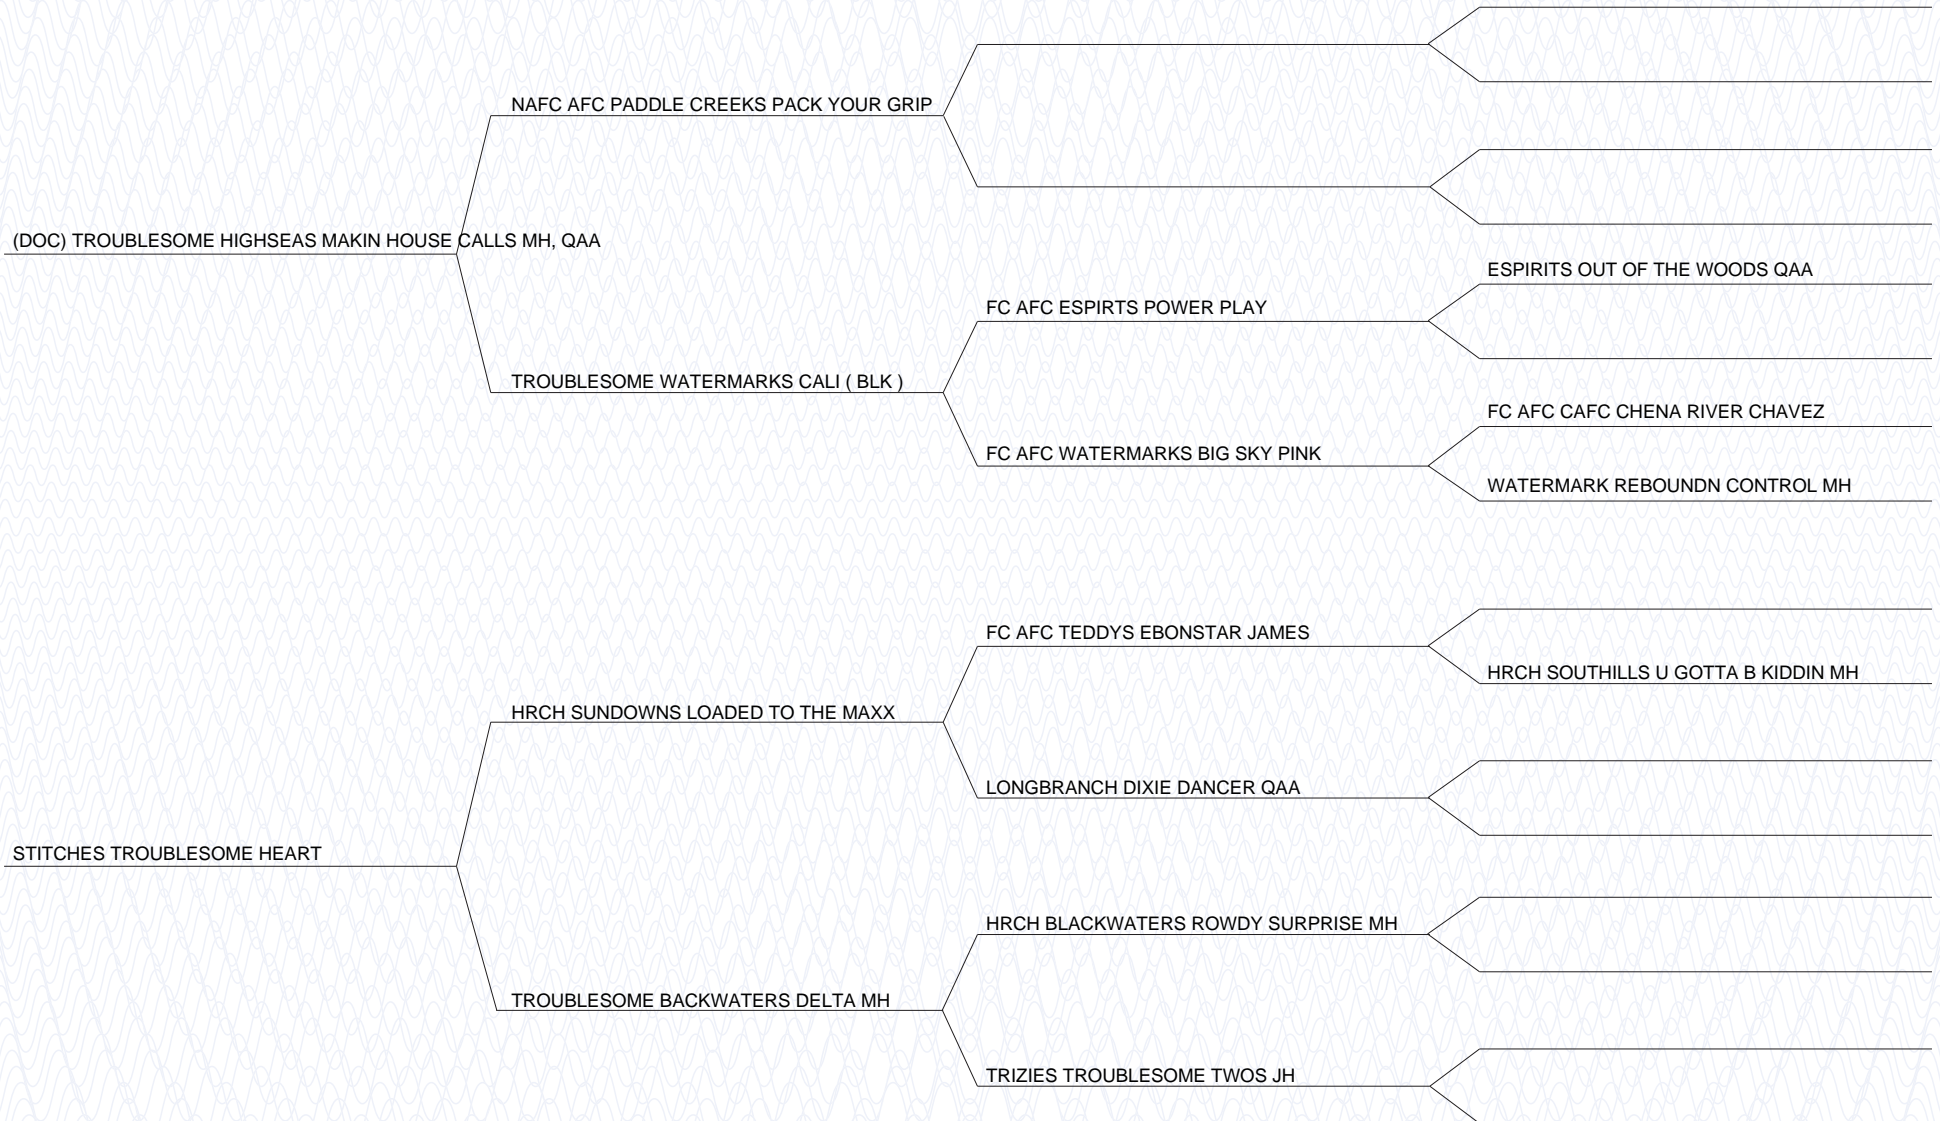 NAFC AFC PADDLE CREEKS PACK YOUR GRIP
(DOC) TROUBLESOME HIGHSEAS MAKIN HOUSE CALLS MH, QAA
ESPIRITS OUT OF THE WOODS QAA
FC AFC ESPIRTS POWER PLAY
TROUBLESOME WATERMARKS CALI ( BLK )
FC AFC CAFC CHENA RIVER CHAVEZ
FC AFC WATERMARKS BIG SKY PINK
WATERMARK REBOUNDN CONTROL MH
FC AFC TEDDYS EBONSTAR JAMES
HRCH SOUTHILLS U GOTTA B KIDDIN MH
HRCH SUNDOWNS LOADED TO THE MAXX
LONGBRANCH DIXIE DANCER QAA
STITCHES TROUBLESOME HEART
HRCH BLACKWATERS ROWDY SURPRISE MH
TROUBLESOME BACKWATERS DELTA MH
TRIZIES TROUBLESOME TWOS JH